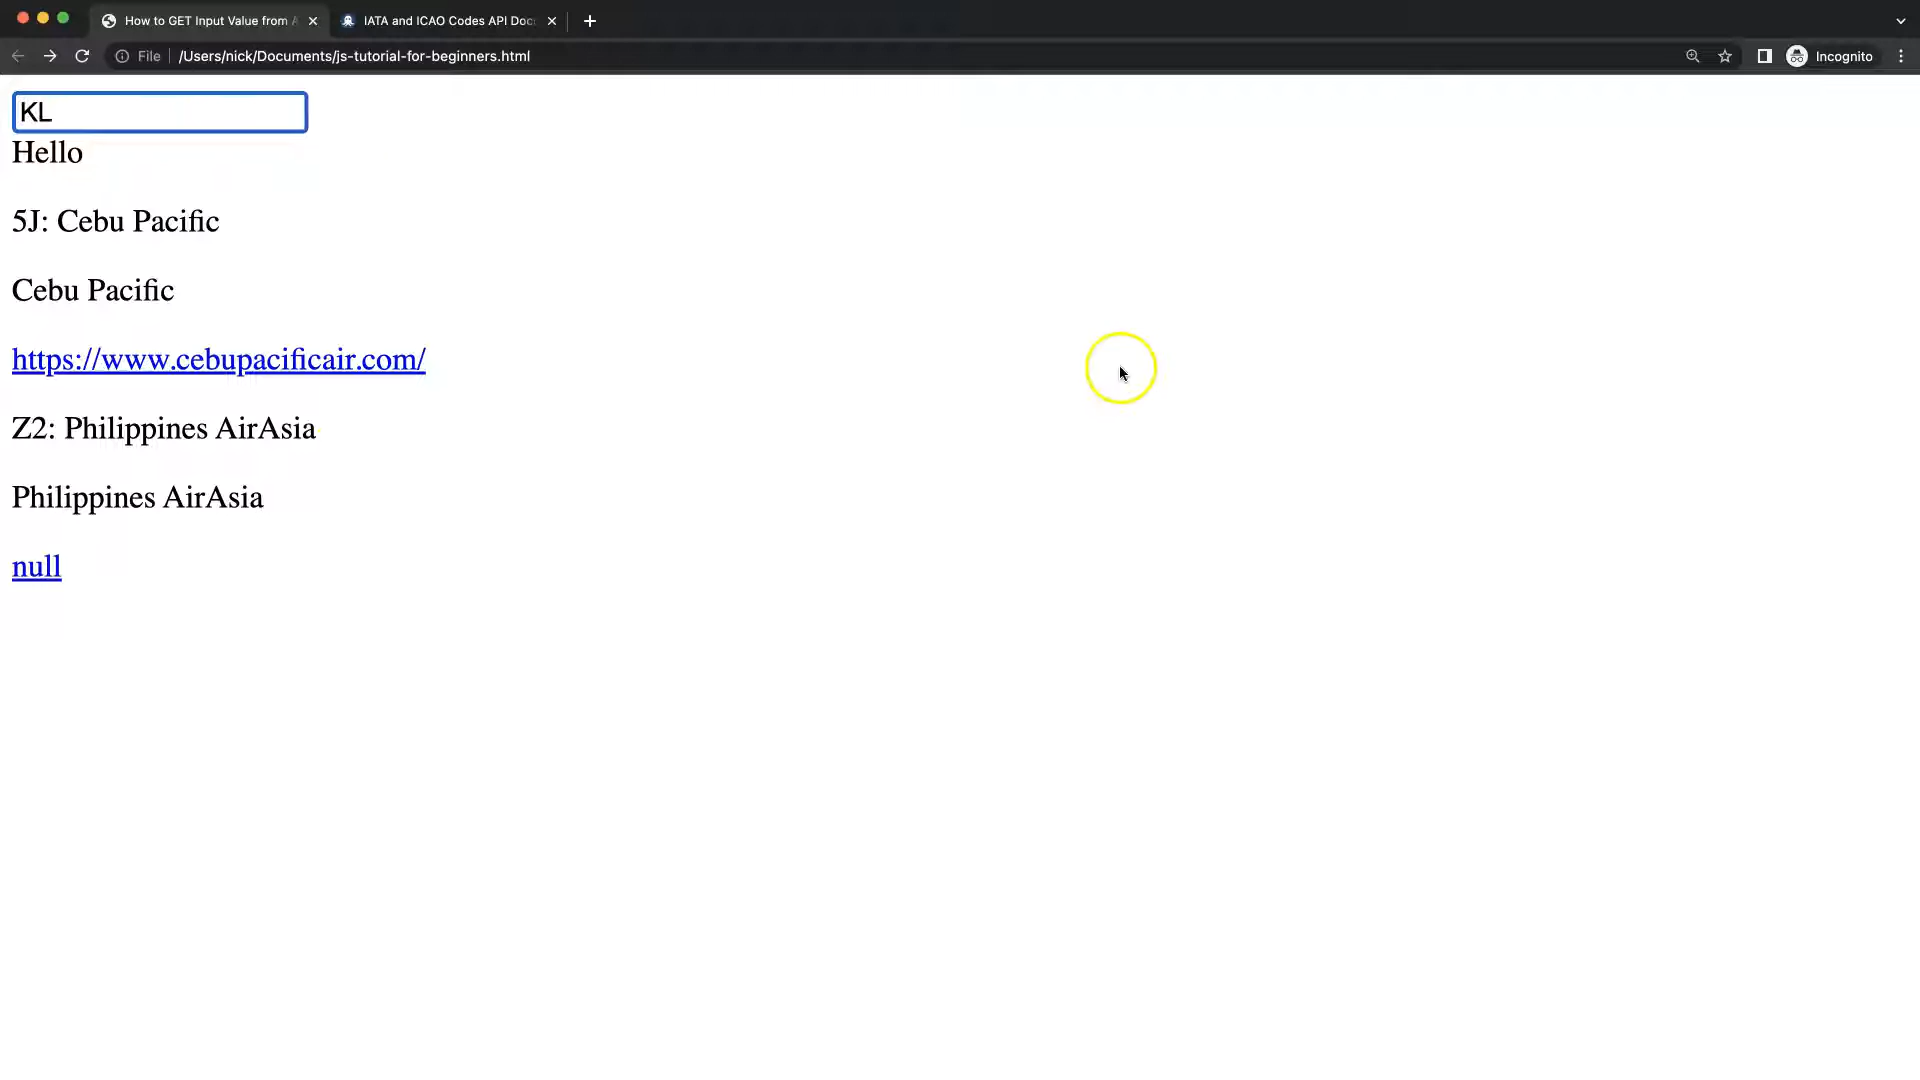 How to GET Input Value from A
IATA and ICAO Codes API Doc
File
/Users/nick/Documents/js-tutorial-for-beginners.html
Incognito
KL
Hello
5J: Cebu Pacific
Cebu Pacific
https://www.cebupacificair.com/
Z2: Philippines AirAsia
Philippines AirAsia
null